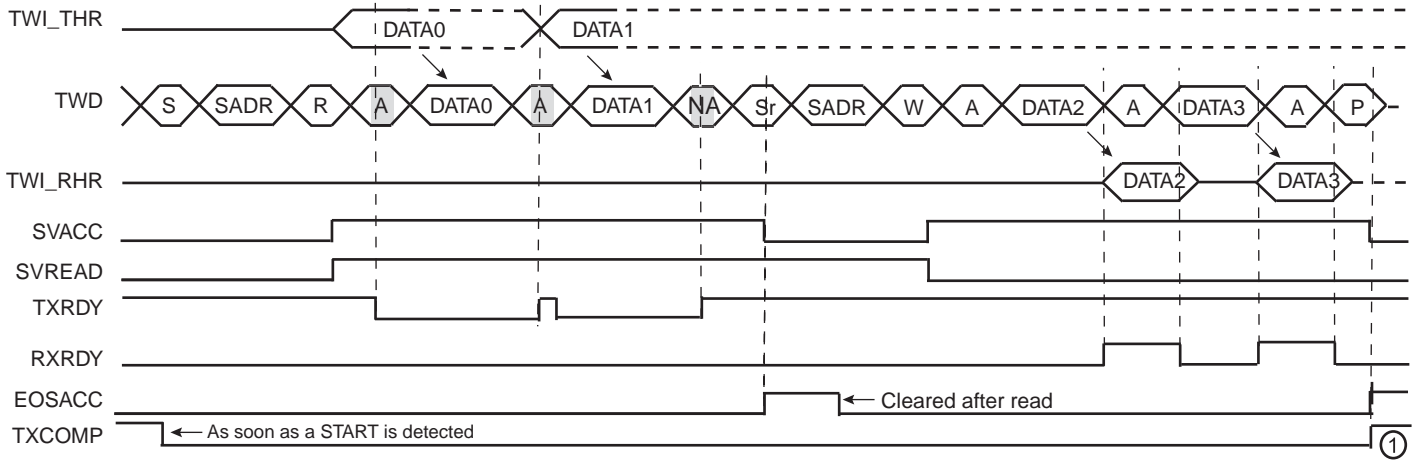 TWI_THR DATA0 DATA1
TWD S SADR R A DATA0 A DATA1 NA Sr SADR W A DATA2 A DATA3 A P
TWI_RHR DATA2 DATA3
SVACC
SVREAD
TXRDY
RXRDY
EOSACC Cleared after read
TXCOMP As soon as a START is detected 1